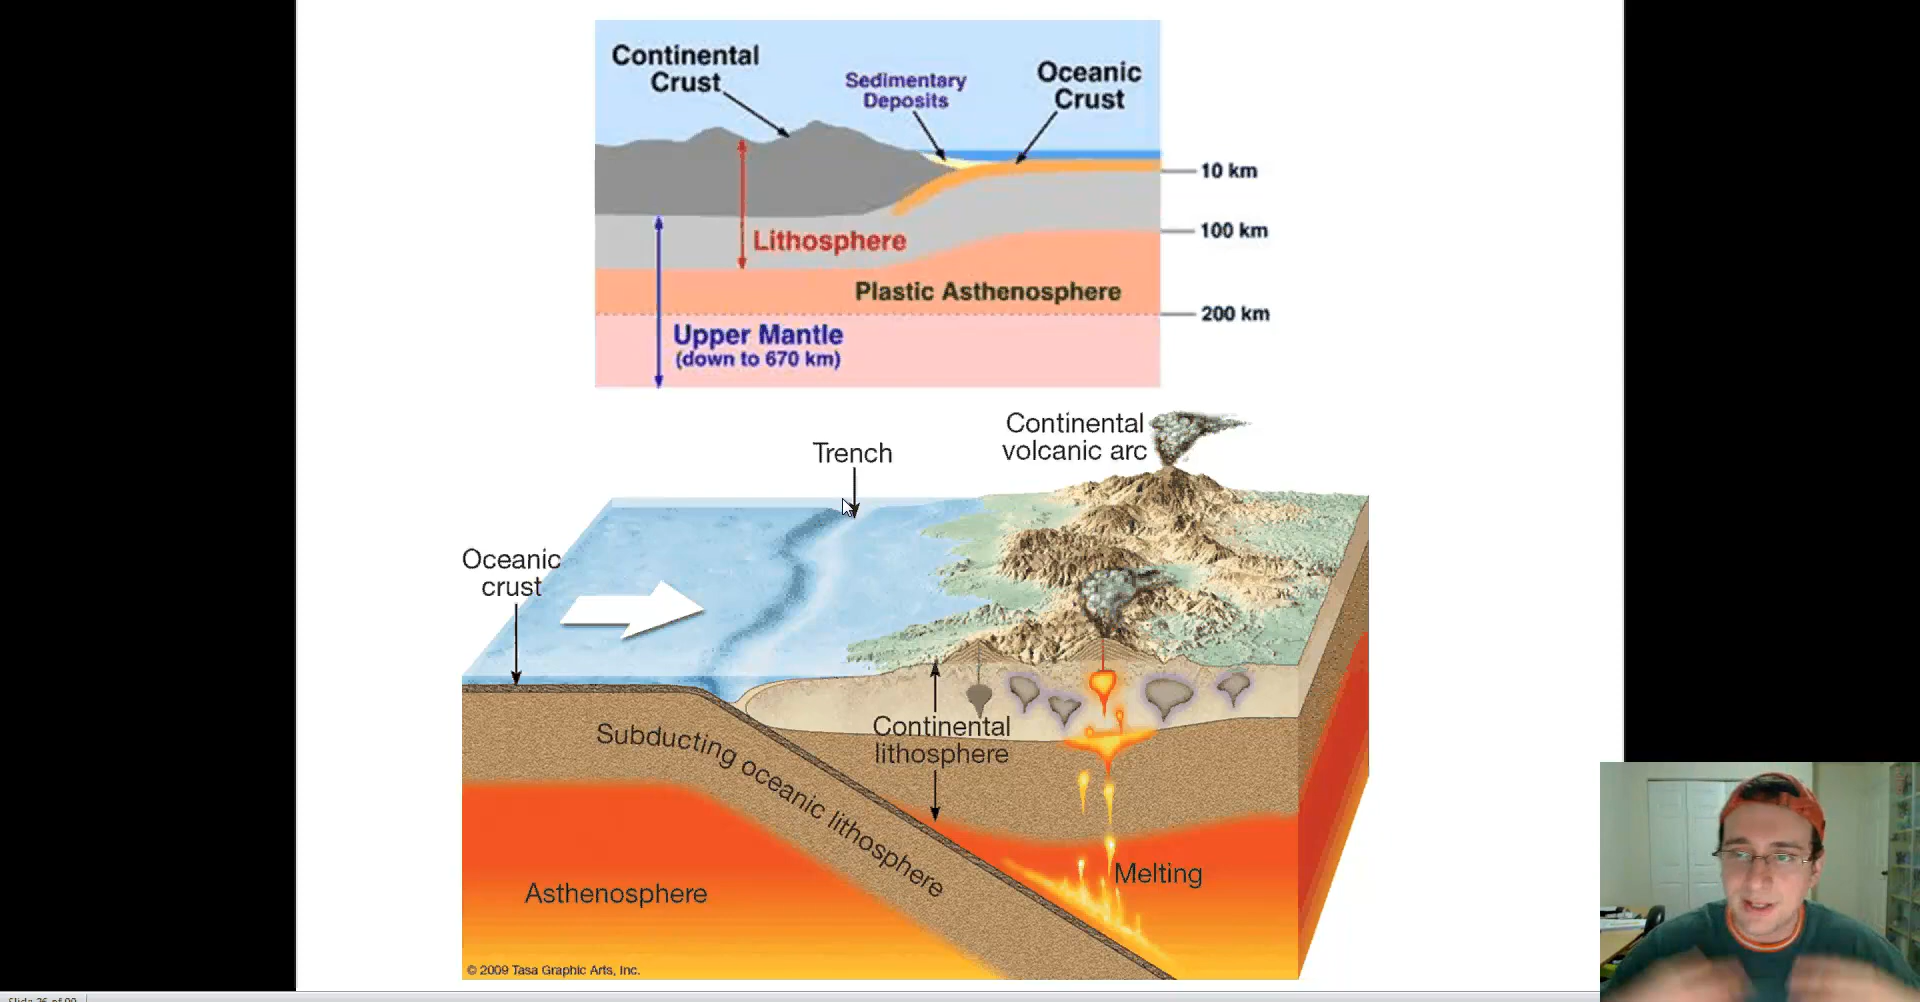 Continental
Crust
Sedimentary
Deposits
Oceanic
Crust
10 km
100 km
Lithosphere
Plastic Asthenosphere
200 km
Upper Mantle
(down to 670 km)
Continental
volcanic arc
Trench
Oceanic
crust
Continental
lithosphere
Subducting oceanic lithosphere
Melting
Asthenosphere
© 2009 Tasa Graphic Arts, Inc.